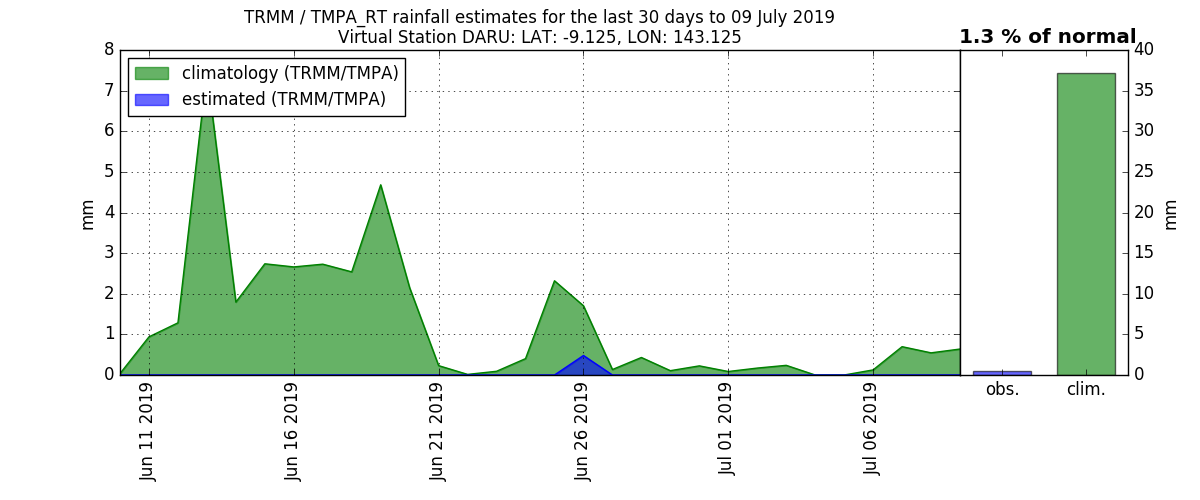 TRMM / TMPA_RT rainfall estimates for the last 30 days to 09 July 2019
Virtual Station DARU: LAT: -9.125, LON: 143.125
1.3 % of normal
climatology (TRMM/TMPA)
estimated (TRMM/TMPA)
8
7
6
5
4
3
2
1
0
mm
Jun 11 2019
Jun 16 2019
Jun 21 2019
Jun 26 2019
Jul 01 2019
Jul 06 2019
obs.
clim.
40
35
30
25
20
15
10
5
0
mm